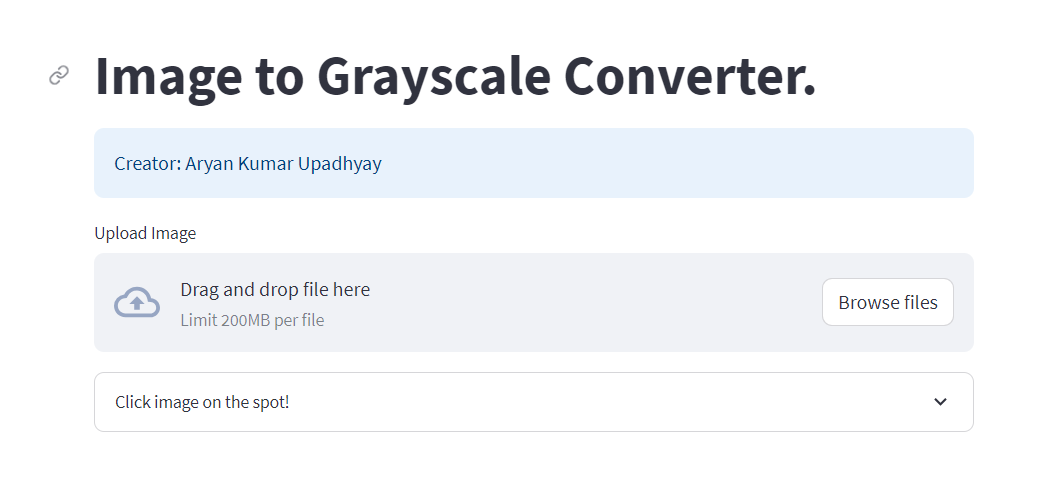 Image to Grayscale Converter.
Creator: Aryan Kumar Upadhyay
Upload Image
Drag and drop file here
Limit 200MB per file
Browse files
Click image on the spot!